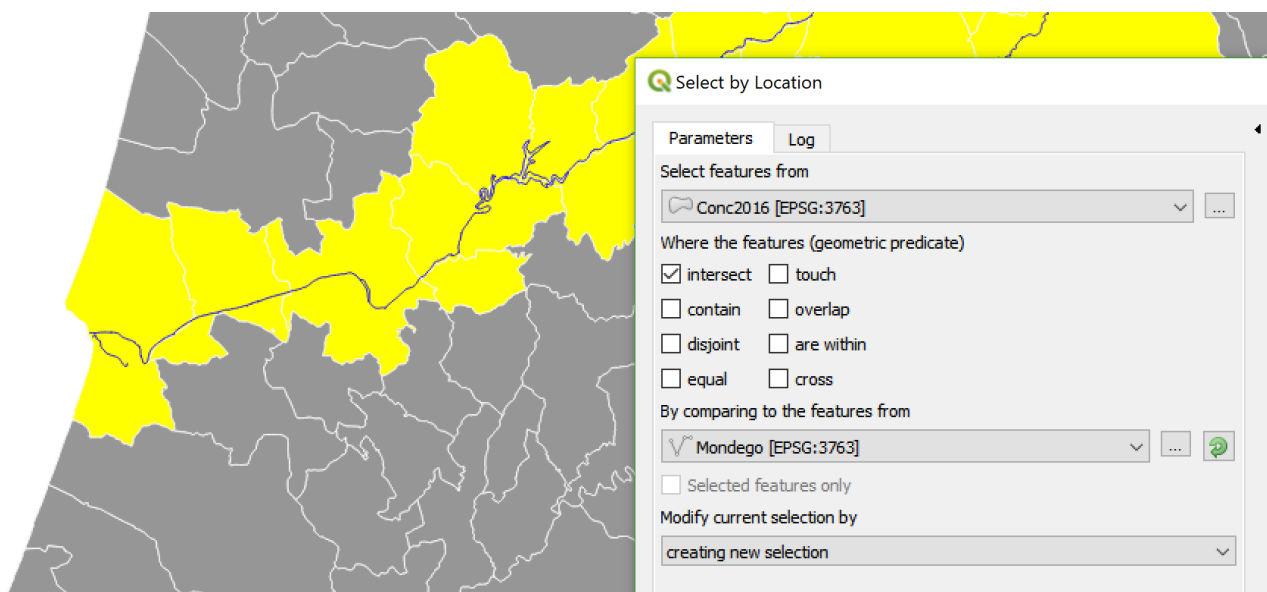 Select by Location
Parameters
Log
Select features from
Conc2016 [EPSG:3763]
...
Where the features (geometric predicate)
intersect
touch
contain
overlap
disjoint
are within
equal
cross
By comparing to the features from
Mondego [EPSG:3763]
...
Selected features only
Modify current selection by
creating new selection